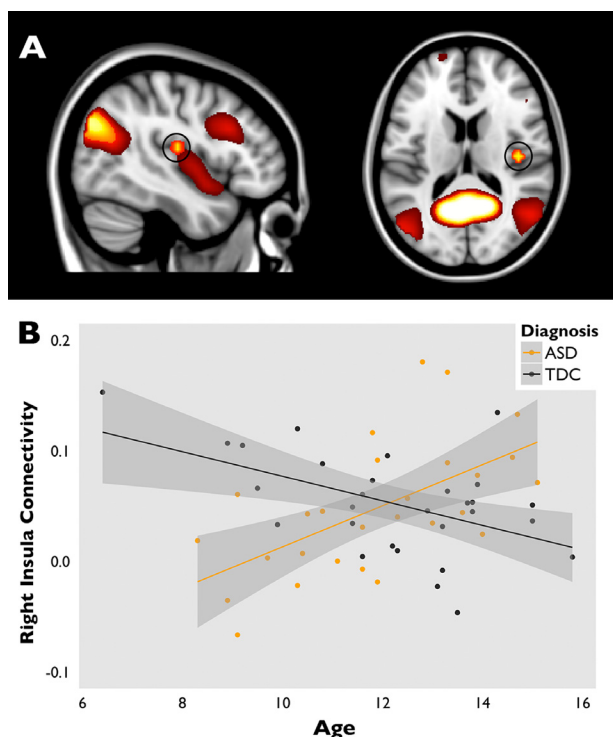 A
B
Diagnosis
ASD
TDC
Right Insula Connectivity
0.2
0.1
0.0
-0.1
6 8 10 12 14 16
Age